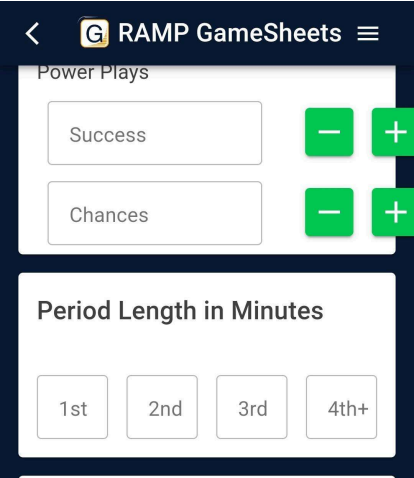 G RAMP GameSheets
Power Plays
Success
Chances
Period Length in Minutes
1st 2nd 3rd 4th+